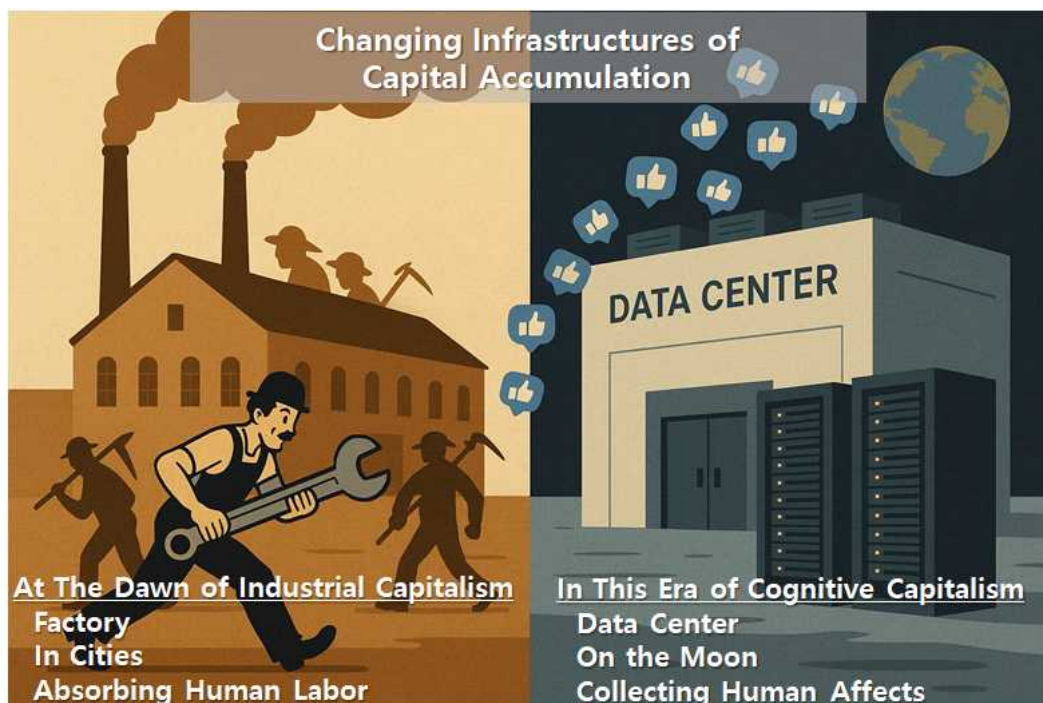 Changing Infrastructures of
Capital Accumulation
DATA CENTER
At The Dawn of Industrial Capitalism
Factory
In Cities
Absorbing Human Labor
In This Era of Cognitive Capitalism
Data Center
On the Moon
Collecting Human Affects